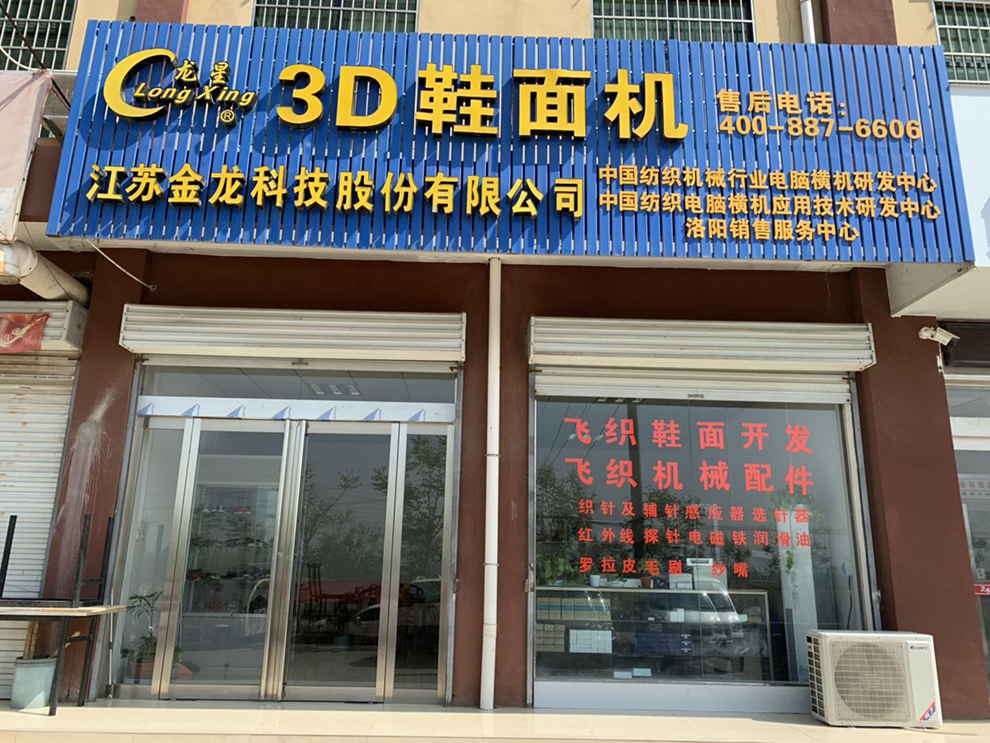 龙星
Long Xing
®
3D鞋面机
售后电话:
400-887-6606
江苏金龙科技股份有限公司
中国纺织机械行业电脑横机研发中心
中国纺织电脑横机应用技术研发中心
洛阳销售服务中心
飞织鞋面开发
飞织机械配件
织针及辅针感应器选针器
红外线探针电磁铁润滑油
罗拉皮毛刷 纱嘴
GREE